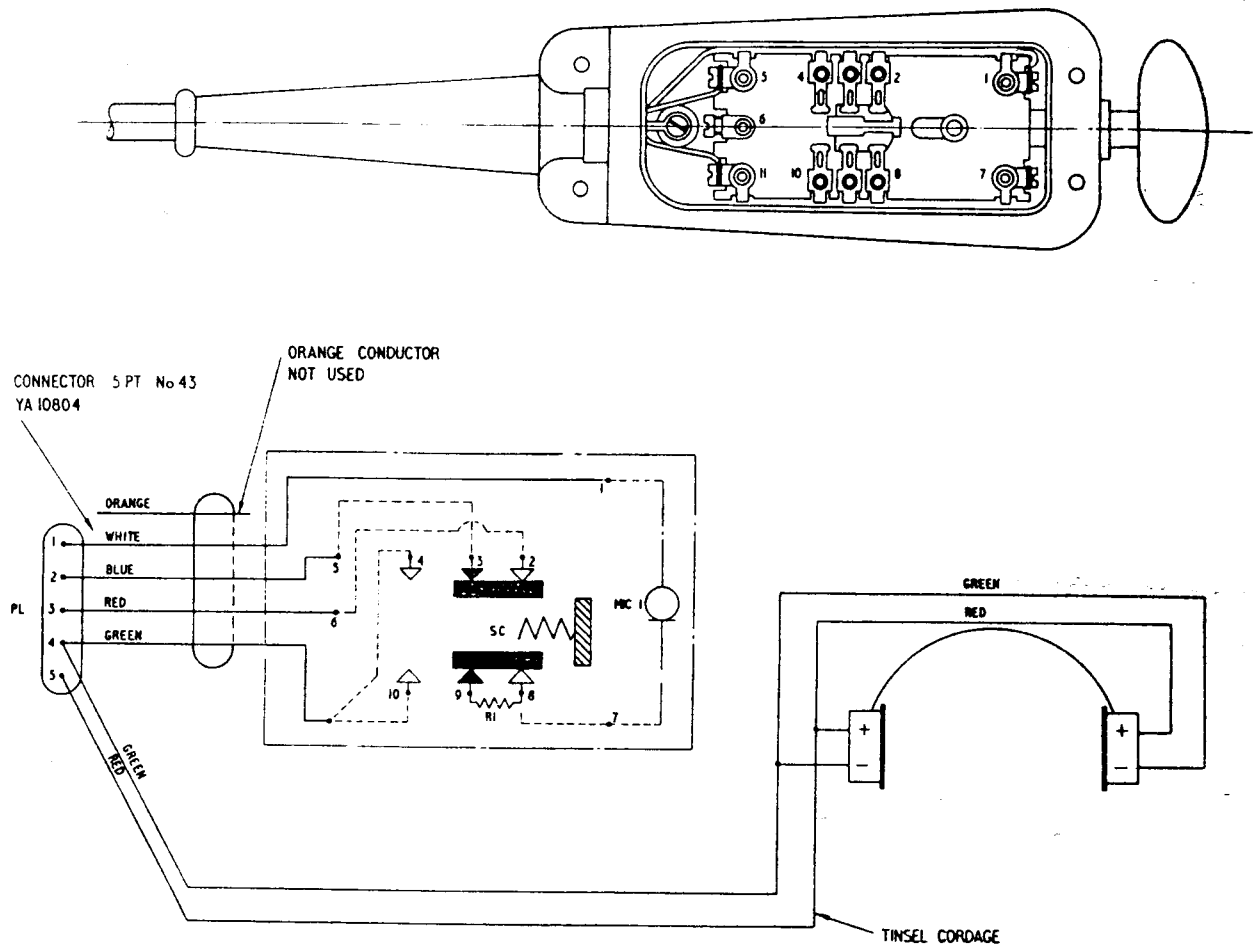 5
4
2
1
6
11
10
8
7
ORANGE CONDUCTOR
NOT USED
CONNECTOR 5 PT No 43
YA 10804
ORANGE
WHITE
BLUE
RED
GREEN
PL
1
2
3
4
5
1
5
6
4
3
2
SC
MIC 1
10
9
8
R1
7
GREEN
RED
GREEN
RED
+
−
+
−
TINSEL CORDAGE